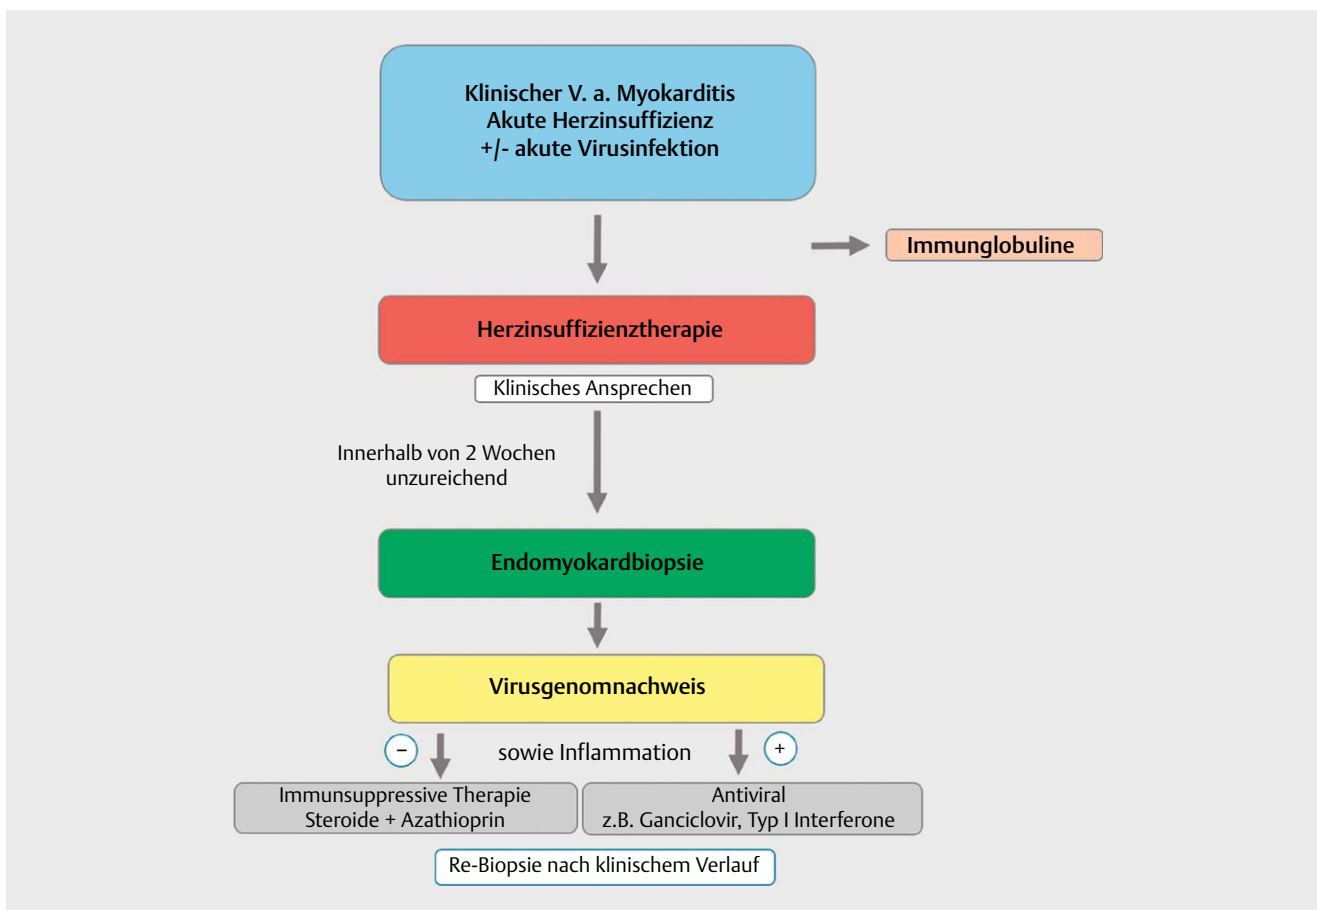 Klinischer V. a. Myokarditis
Akute Herzinsuffizienz
+/- akute Virusinfektion
Immunglobuline
Herzinsuffizienztherapie
Klinisches Ansprechen
Innerhalb von 2 Wochen
unzureichend
Endomyokardbiopsie
Virusgenomnachweis
− sowie Inflammation +
Immunsuppressive Therapie
Steroide + Azathioprin
Antiviral
z.B. Ganciclovir, Typ I Interferone
Re-Biopsie nach klinischem Verlauf